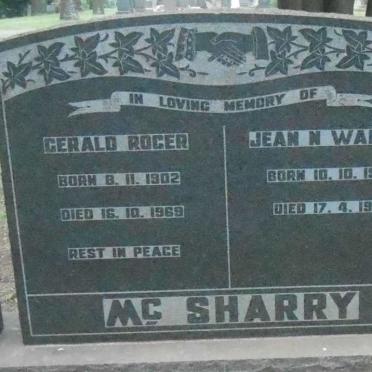 IN LOVING MEMORY OF
GERALD ROGER
BORN 8. 11. 1902
DIED 16. 10. 1969
REST IN PEACE
JEAN N
BORN 10. 10.
DIED 17. 4.
MC SHARRY